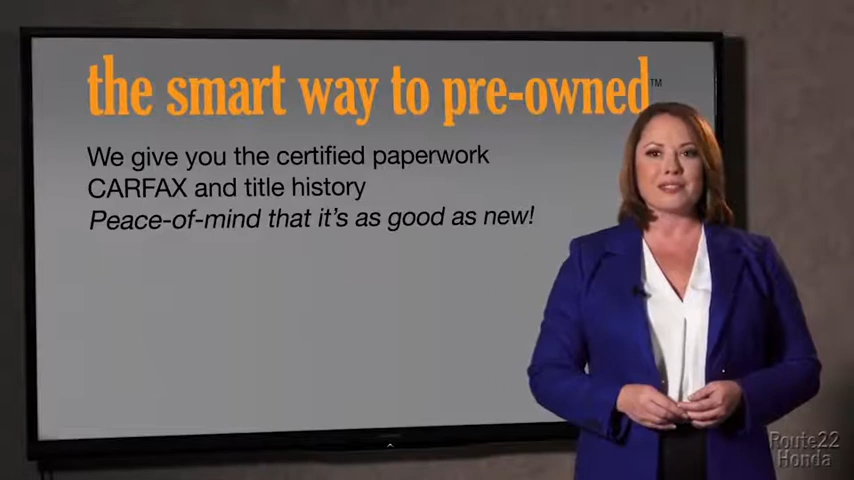 the smart way to pre-owned™
We give you the certified paperwork
CARFAX and title history
Peace-of-mind that it's as good as new!
Route22
Honda